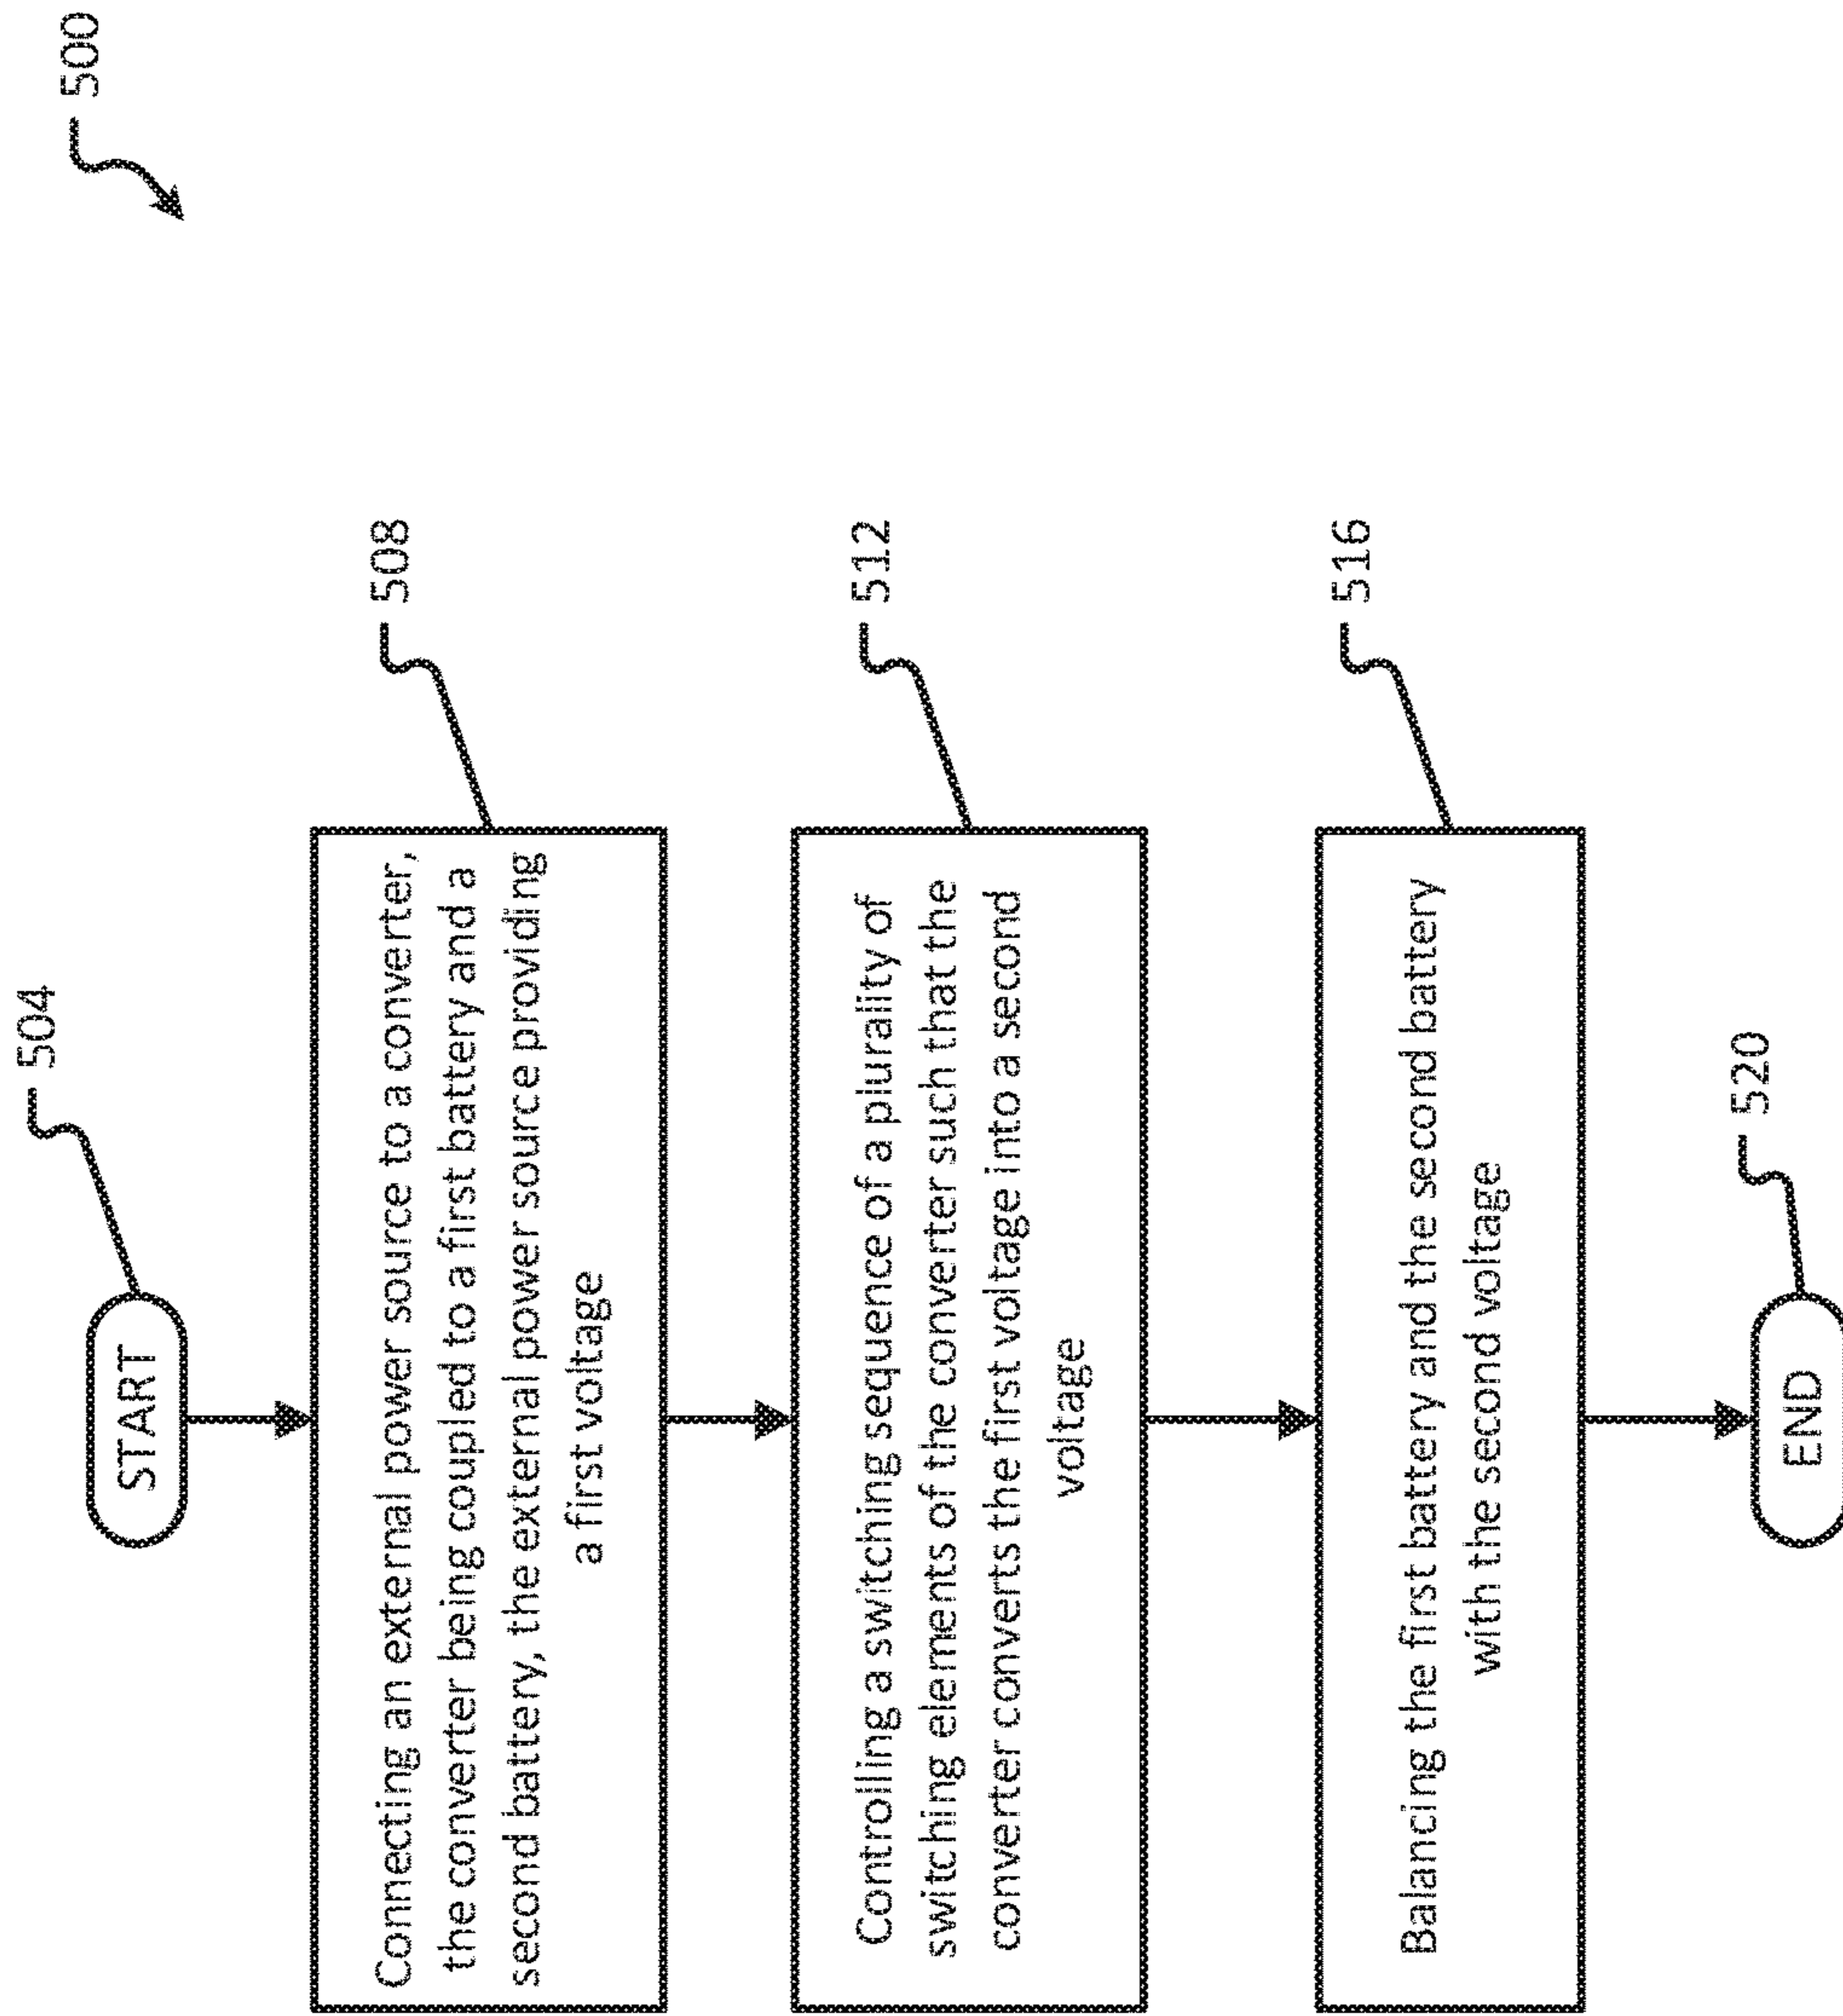 500
504
START
Connecting an external power source to a converter,
the converter being coupled to a first battery and a
second battery, the external power source providing
a first voltage
508
Controlling a switching sequence of a plurality of
switching elements of the converter such that the
converter converts the first voltage into a second
voltage
512
Balancing the first battery and the second battery
with the second voltage
516
END
520